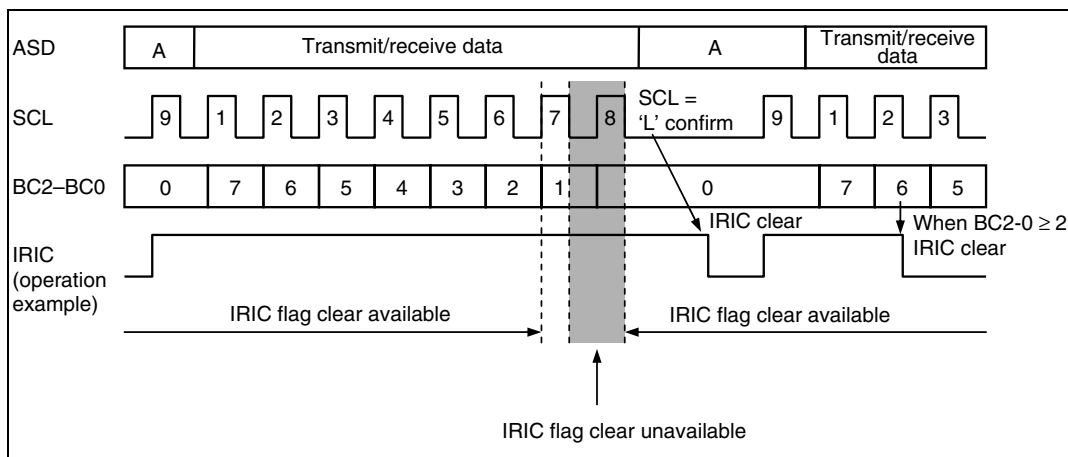 ASD
A
Transmit/receive data
A
Transmit/receive
data
SCL
9 1 2 3 4 5 6 7 8
SCL =
'L' confirm
9 1 2 3
BC2–BC0
0 7 6 5 4 3 2 1 0 7 6 5
IRIC
(operation
example)
IRIC clear
When BC2-0 ≥ 2
IRIC clear
IRIC flag clear available
IRIC flag clear available
IRIC flag clear unavailable